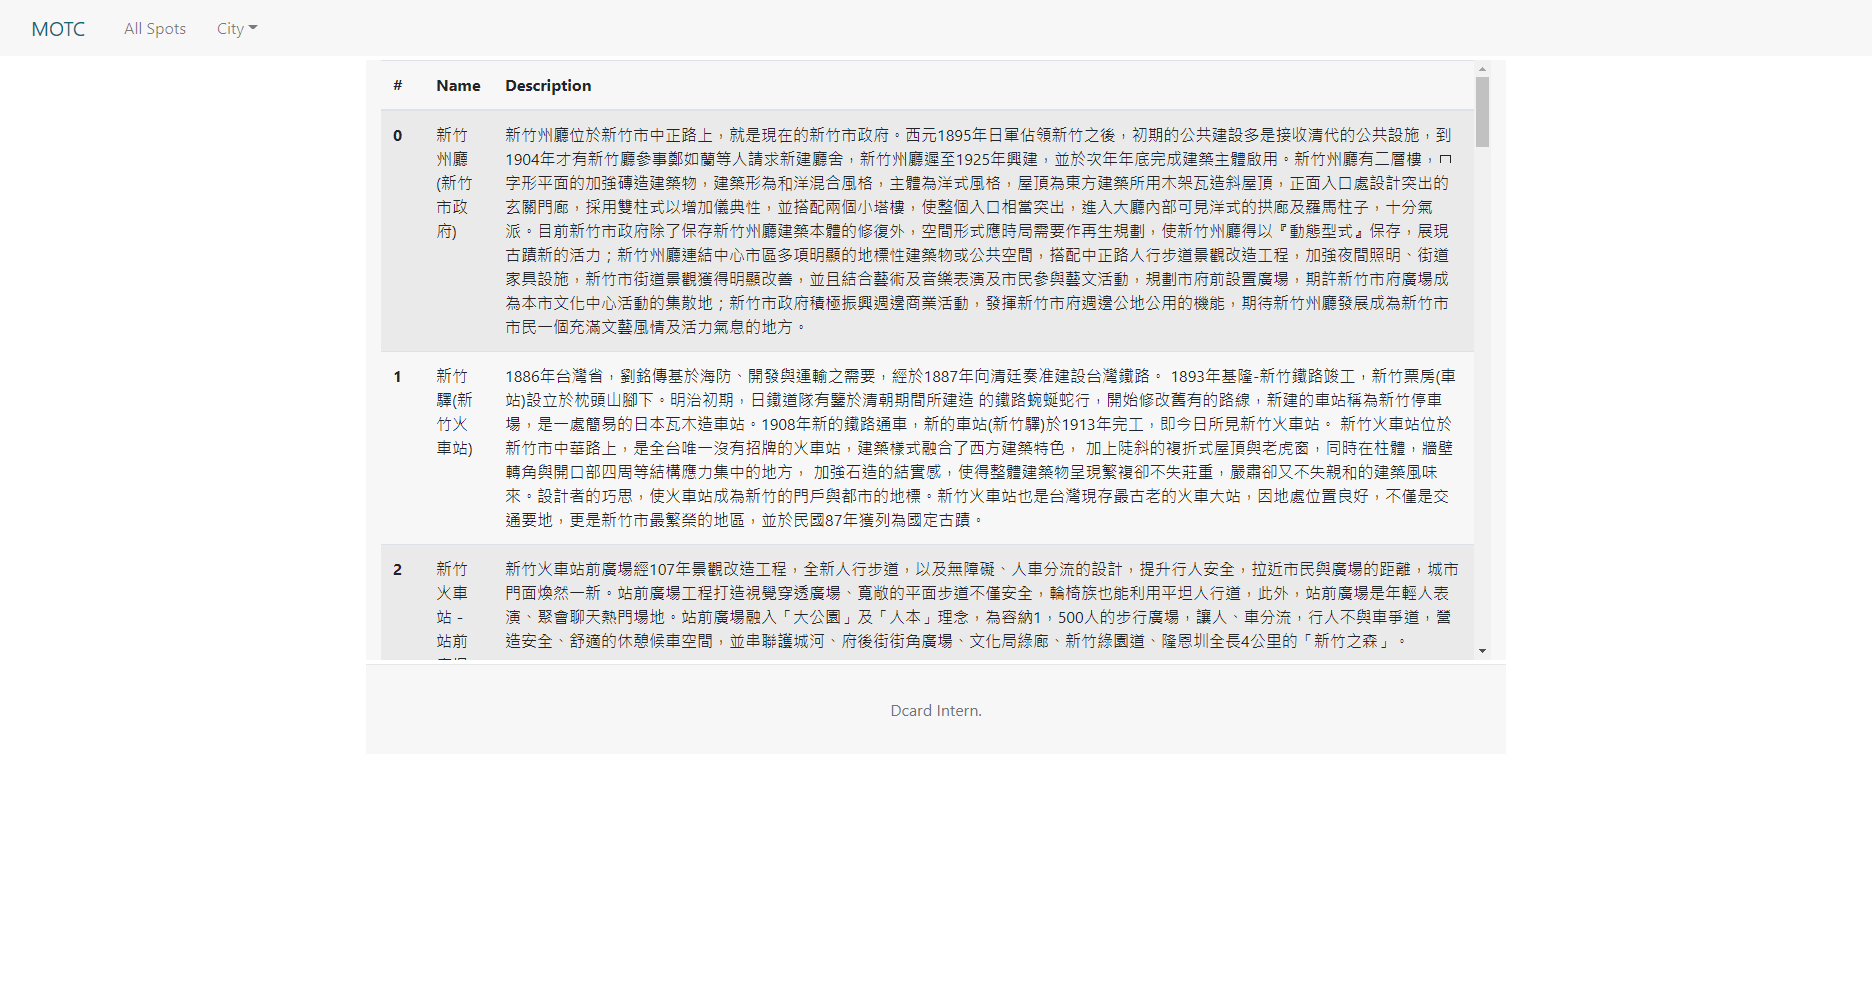 MOTC All Spots City
# Name Description
0
新竹
州廳
(新竹
市政
府)
新竹州廳位於新竹市中正路上，就是現在的新竹市政府。西元1895年日軍佔領新竹之後，初期的公共建設多是接收清代的公共設施，到
1904年才有新竹廳參事鄭如蘭等人請求新建廳舍，新竹州廳遲至1925年興建，並於次年年底完成建築主體啟用。新竹州廳有二層樓，ㄇ
字形平面的加強磚造建築物，建築形為和洋混合風格，主體為洋式風格，屋頂為東方建築所用木架瓦造斜屋頂，正面入口處設計突出的
玄關門廊，採用雙柱式以增加儀典性，並搭配兩個小塔樓，使整個入口相當突出，進入大廳內部可見洋式的拱廊及羅馬柱子，十分氣
派。目前新竹市政府除了保存新竹州廳建築本體的修復外，空間形式應時局需要作再生規劃，使新竹州廳得以『動態型式』保存，展現
古蹟新的活力；新竹州廳連結中心市區多項明顯的地標性建築物或公共空間，搭配中正路人行步道景觀改造工程，加強夜間照明、街道
家具設施，新竹市街道景觀獲得明顯改善，並且結合藝術及音樂表演及市民參與藝文活動，規劃市府前設置廣場，期許新竹市府廣場成
為本市文化中心活動的集散地；新竹市政府積極振興週邊商業活動，發揮新竹市府週邊公地公用的機能，期待新竹州廳發展成為新竹市
市民一個充滿文藝風情及活力氣息的地方。
1
新竹
驛(新
竹火
車站)
1886年台灣省，劉銘傳基於海防、開發與運輸之需要，經於1887年向清廷奏准建設台灣鐵路。 1893年基隆-新竹鐵路竣工，新竹票房(車
站)設立於枕頭山腳下。明治初期，日鐵道隊有鑒於清朝期間所建造 的鐵路蜿蜒蛇行，開始修改舊有的路線，新建的車站稱為新竹停車
場，是一處簡易的日本瓦木造車站。1908年新的鐵路通車，新的車站(新竹驛)於1913年完工，即今日所見新竹火車站。 新竹火車站位於
新竹市中華路上，是全台唯一沒有招牌的火車站，建築樣式融合了西方建築特色， 加上陡斜的複折式屋頂與老虎窗，同時在柱體，牆壁
轉角與開口部四周等結構應力集中的地方， 加強石造的結實感，使得整體建築物呈現繁複卻不失莊重，嚴肅卻又不失親和的建築風味
來。設計者的巧思，使火車站成為新竹的門戶與都市的地標。新竹火車站也是台灣現存最古老的火車大站，因地處位置良好，不僅是交
通要地，更是新竹市最繁榮的地區，並於民國87年獲列為國定古蹟。
2
新竹
火車
站 -
站前
新竹火車站前廣場經107年景觀改造工程，全新人行步道，以及無障礙、人車分流的設計，提升行人安全，拉近市民與廣場的距離，城市
門面煥然一新。站前廣場工程打造視覺穿透廣場、寬敞的平面步道不僅安全，輪椅族也能利用平坦人行道，此外，站前廣場是年輕人表
演、聚會聊天熱門場地。站前廣場融入「大公園」及「人本」理念，為容納1，500人的步行廣場，讓人、車分流，行人不與車爭道，營
造安全、舒適的休憩候車空間，並串聯護城河、府後街街角廣場、文化局綠廊、新竹綠園道、隆恩圳全長4公里的「新竹之森」。
Dcard Intern.